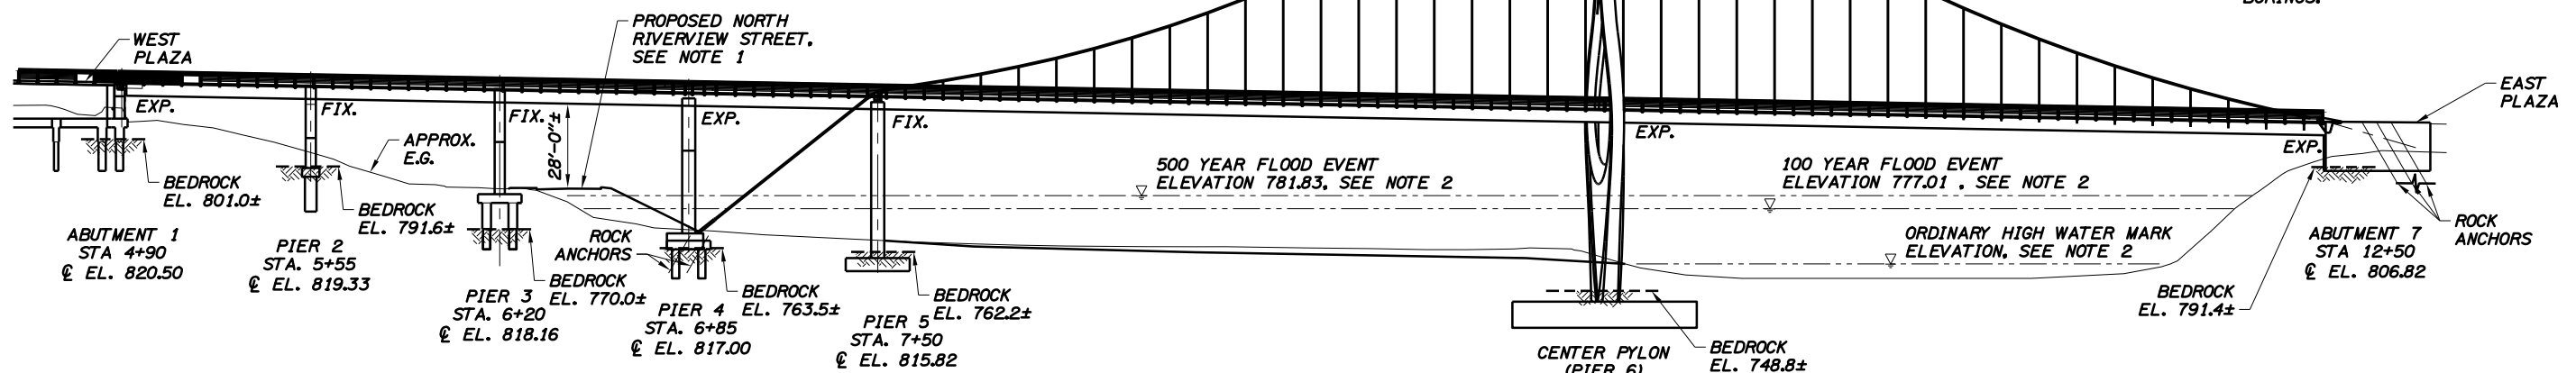 BORINGS.
PROPOSED NORTH
RIVERVIEW STREET,
SEE NOTE 1
WEST
PLAZA
EAST
PLAZA
EXP.
FIX.
FIX.
28'-0"±
EXP.
FIX.
EXP.
EXP.
APPROX.
E.G.
500 YEAR FLOOD EVENT
ELEVATION 781.83, SEE NOTE 2
100 YEAR FLOOD EVENT
ELEVATION 777.01 , SEE NOTE 2
ORDINARY HIGH WATER MARK
ELEVATION, SEE NOTE 2
BEDROCK
EL. 801.0±
BEDROCK
EL. 791.6±
ROCK
ANCHORS
ROCK
ANCHORS
ABUTMENT 1
STA 4+90
℄ EL. 820.50
PIER 2
STA. 5+55
℄ EL. 819.33
PIER 3
STA. 6+20
℄ EL. 818.16
BEDROCK
EL. 770.0±
PIER 4
STA. 6+85
℄ EL. 817.00
BEDROCK
EL. 763.5±
PIER 5
STA. 7+50
℄ EL. 815.82
BEDROCK
EL. 762.2±
CENTER PYLON
(PIER 6)
BEDROCK
EL. 748.8±
BEDROCK
EL. 791.4±
ABUTMENT 7
STA 12+50
℄ EL. 806.82